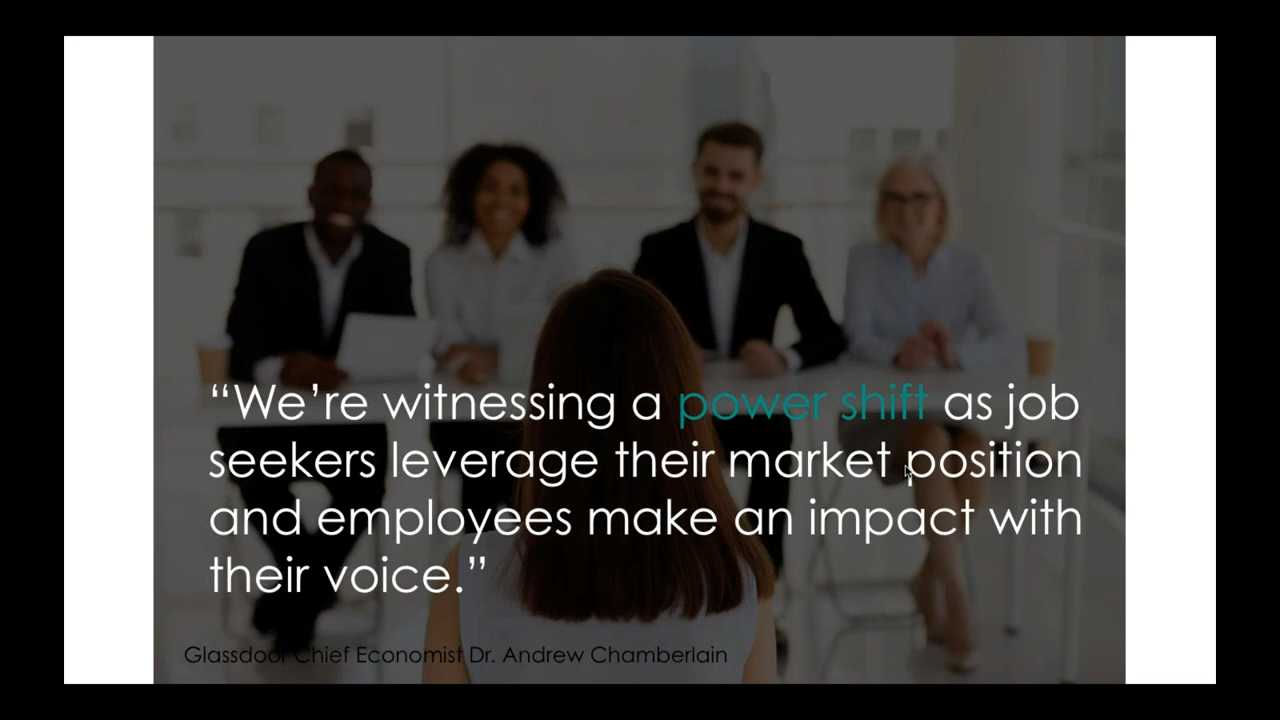 “We’re witnessing a power shift as job
seekers leverage their market position
and employees make an impact with
their voice.”
Glassdoor Chief Economist Dr. Andrew Chamberlain